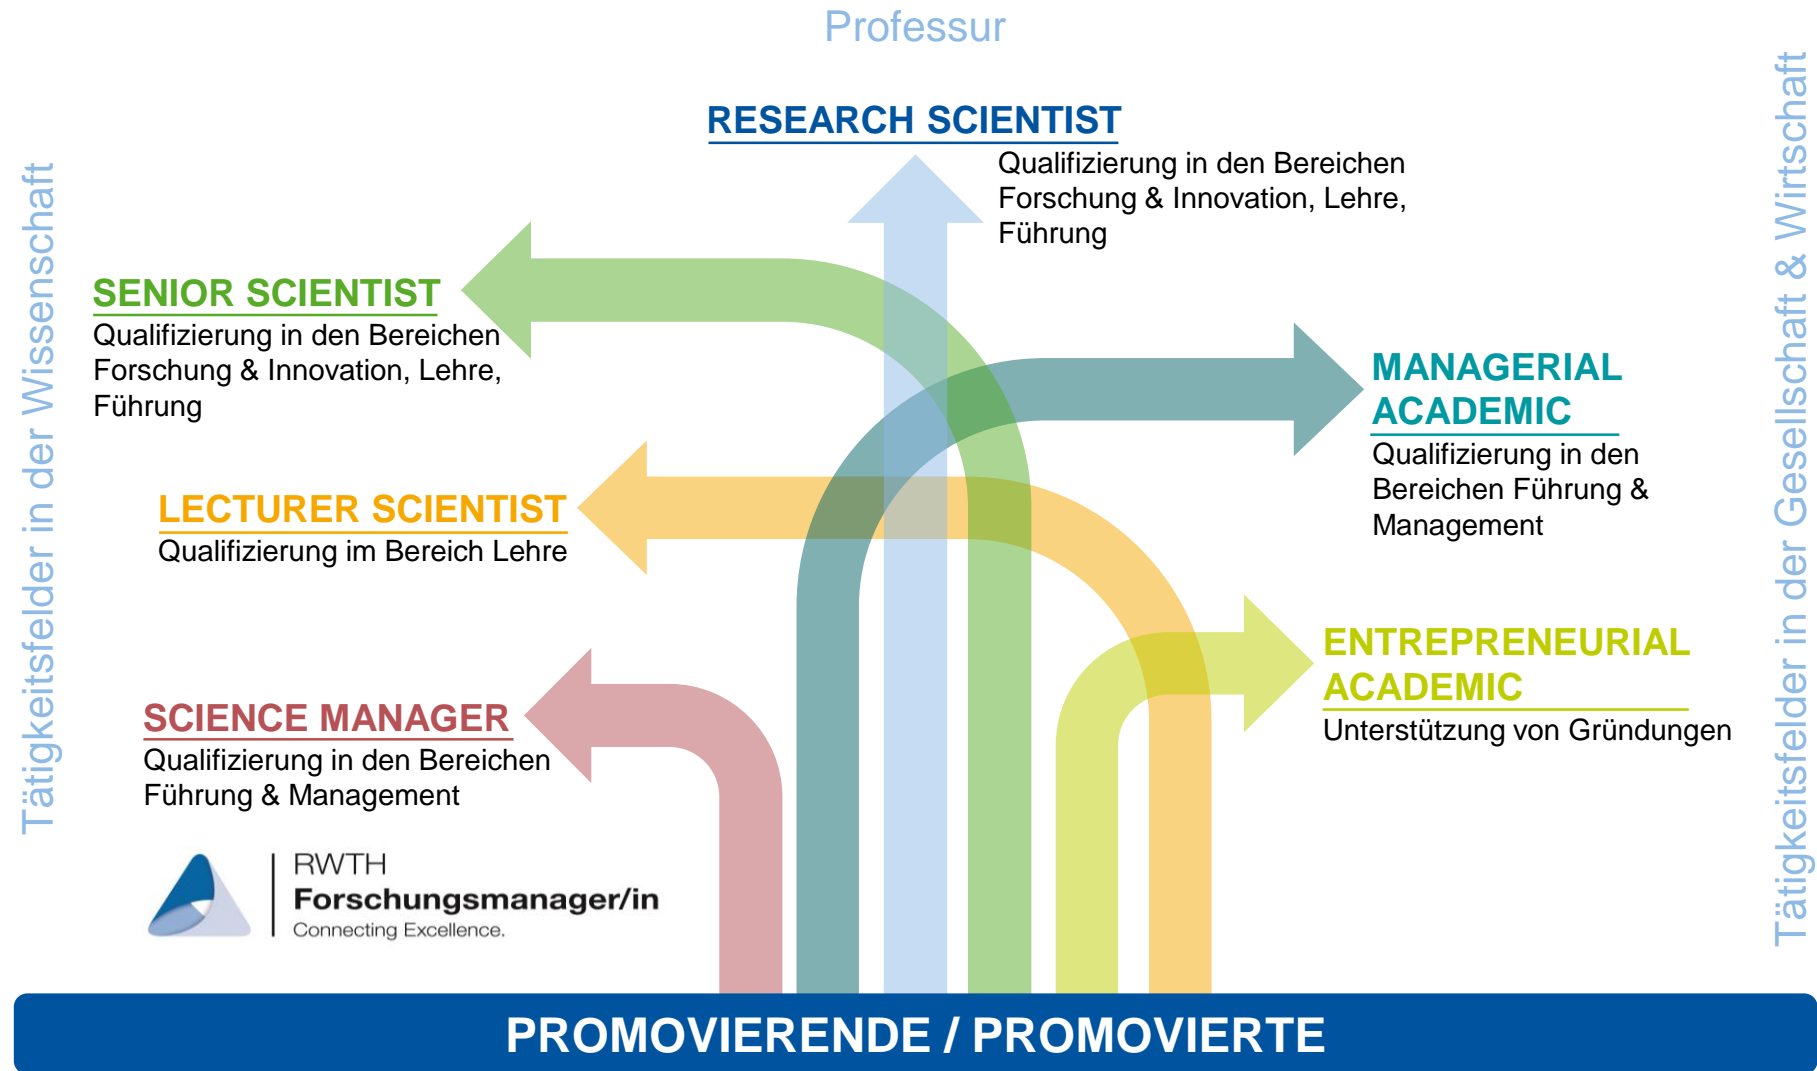 Professur
Tätigkeitsfelder in der Wissenschaft
RESEARCH SCIENTIST
Qualifizierung in den Bereichen
Forschung & Innovation, Lehre,
Führung
SENIOR SCIENTIST
Qualifizierung in den Bereichen
Forschung & Innovation, Lehre,
Führung
MANAGERIAL
ACADEMIC
Qualifizierung in den
Bereichen Führung &
Management
LECTURER SCIENTIST
Qualifizierung im Bereich Lehre
ENTREPRENEURIAL
ACADEMIC
Unterstützung von Gründungen
SCIENCE MANAGER
Qualifizierung in den Bereichen
Führung & Management
RWTH
Forschungsmanager/in
Connecting Excellence.
Tätigkeitsfelder in der Gesellschaft & Wirtschaft
PROMOVIERENDE / PROMOVIERTE